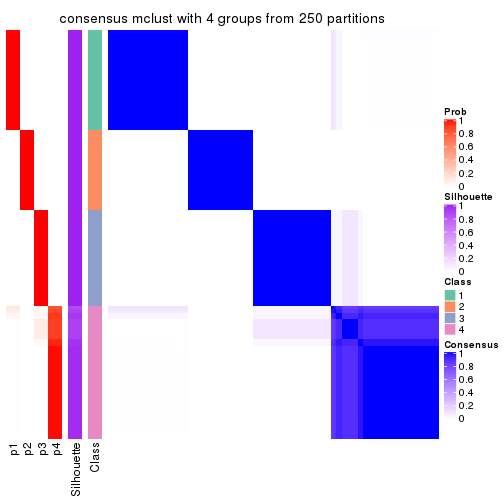 consensus mclust with 4 groups from 250 partitions
Prob
1
0.8
0.6
0.4
0.2
0
Silhouette
1
0.8
0.6
0.4
0.2
0
Class
1
2
3
4
Consensus
1
0.8
0.6
0.4
0.2
0
p1
p2
p3
p4
Silhouette
Class